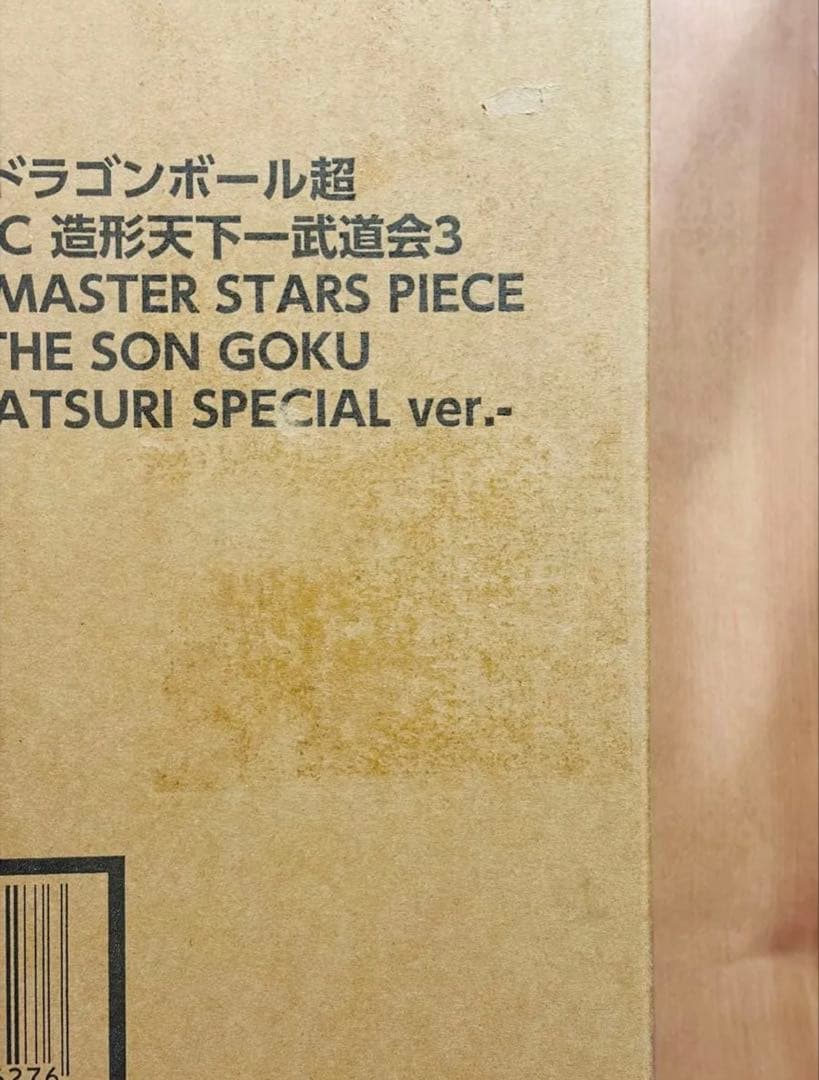 ドラゴンボール超
C 造形天下一武道会3
MASTER STARS PIECE
THE SON GOKU
ATSURI SPECIAL ver.-
6276